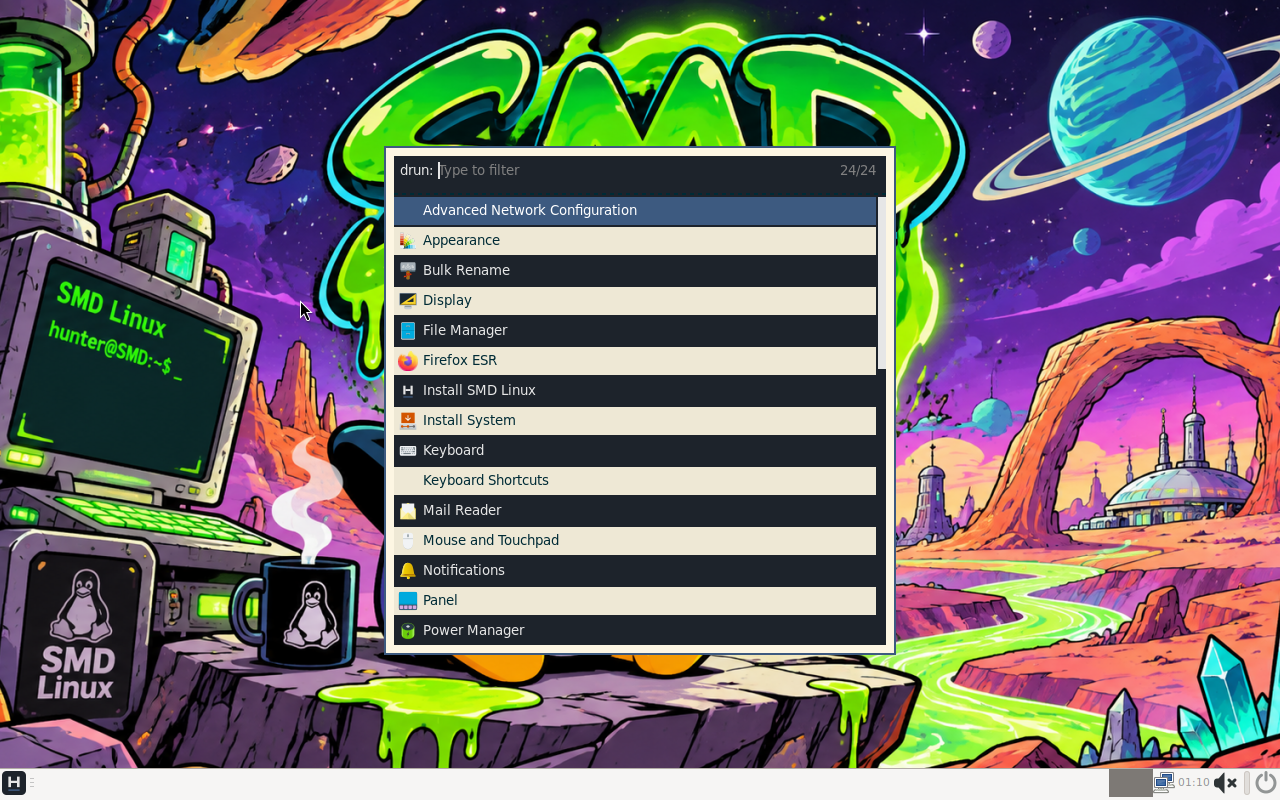 SMD
SMD Linux
hunter@SMD:~$ _
SMD
Linux
drun: Type to filter
24/24
Advanced Network Configuration
Appearance
Bulk Rename
Display
File Manager
Firefox ESR
H Install SMD Linux
Install System
Keyboard
Keyboard Shortcuts
Mail Reader
Mouse and Touchpad
Notifications
Panel
Power Manager
H
01:10